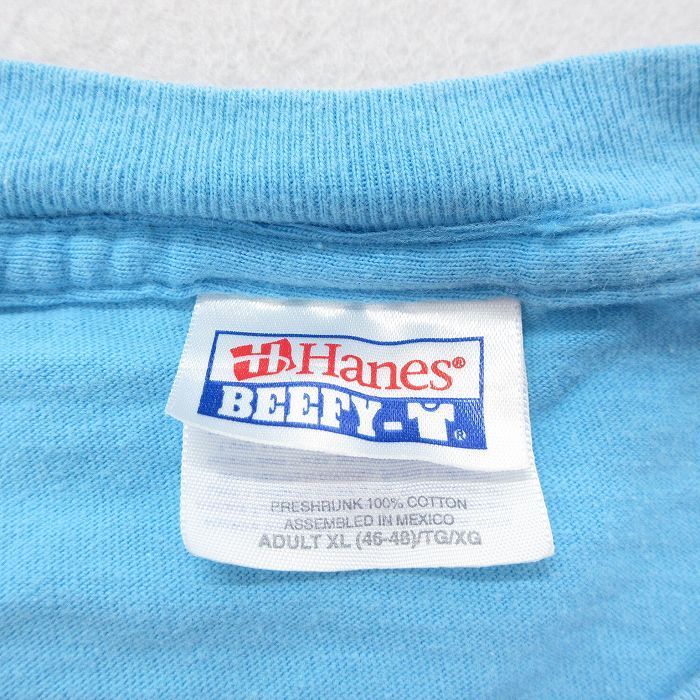 Hanes®
BEEFY-T®
PRESHRUNK 100% COTTON
ASSEMBLED IN MEXICO
ADULT XL (46-48)/TG/XG